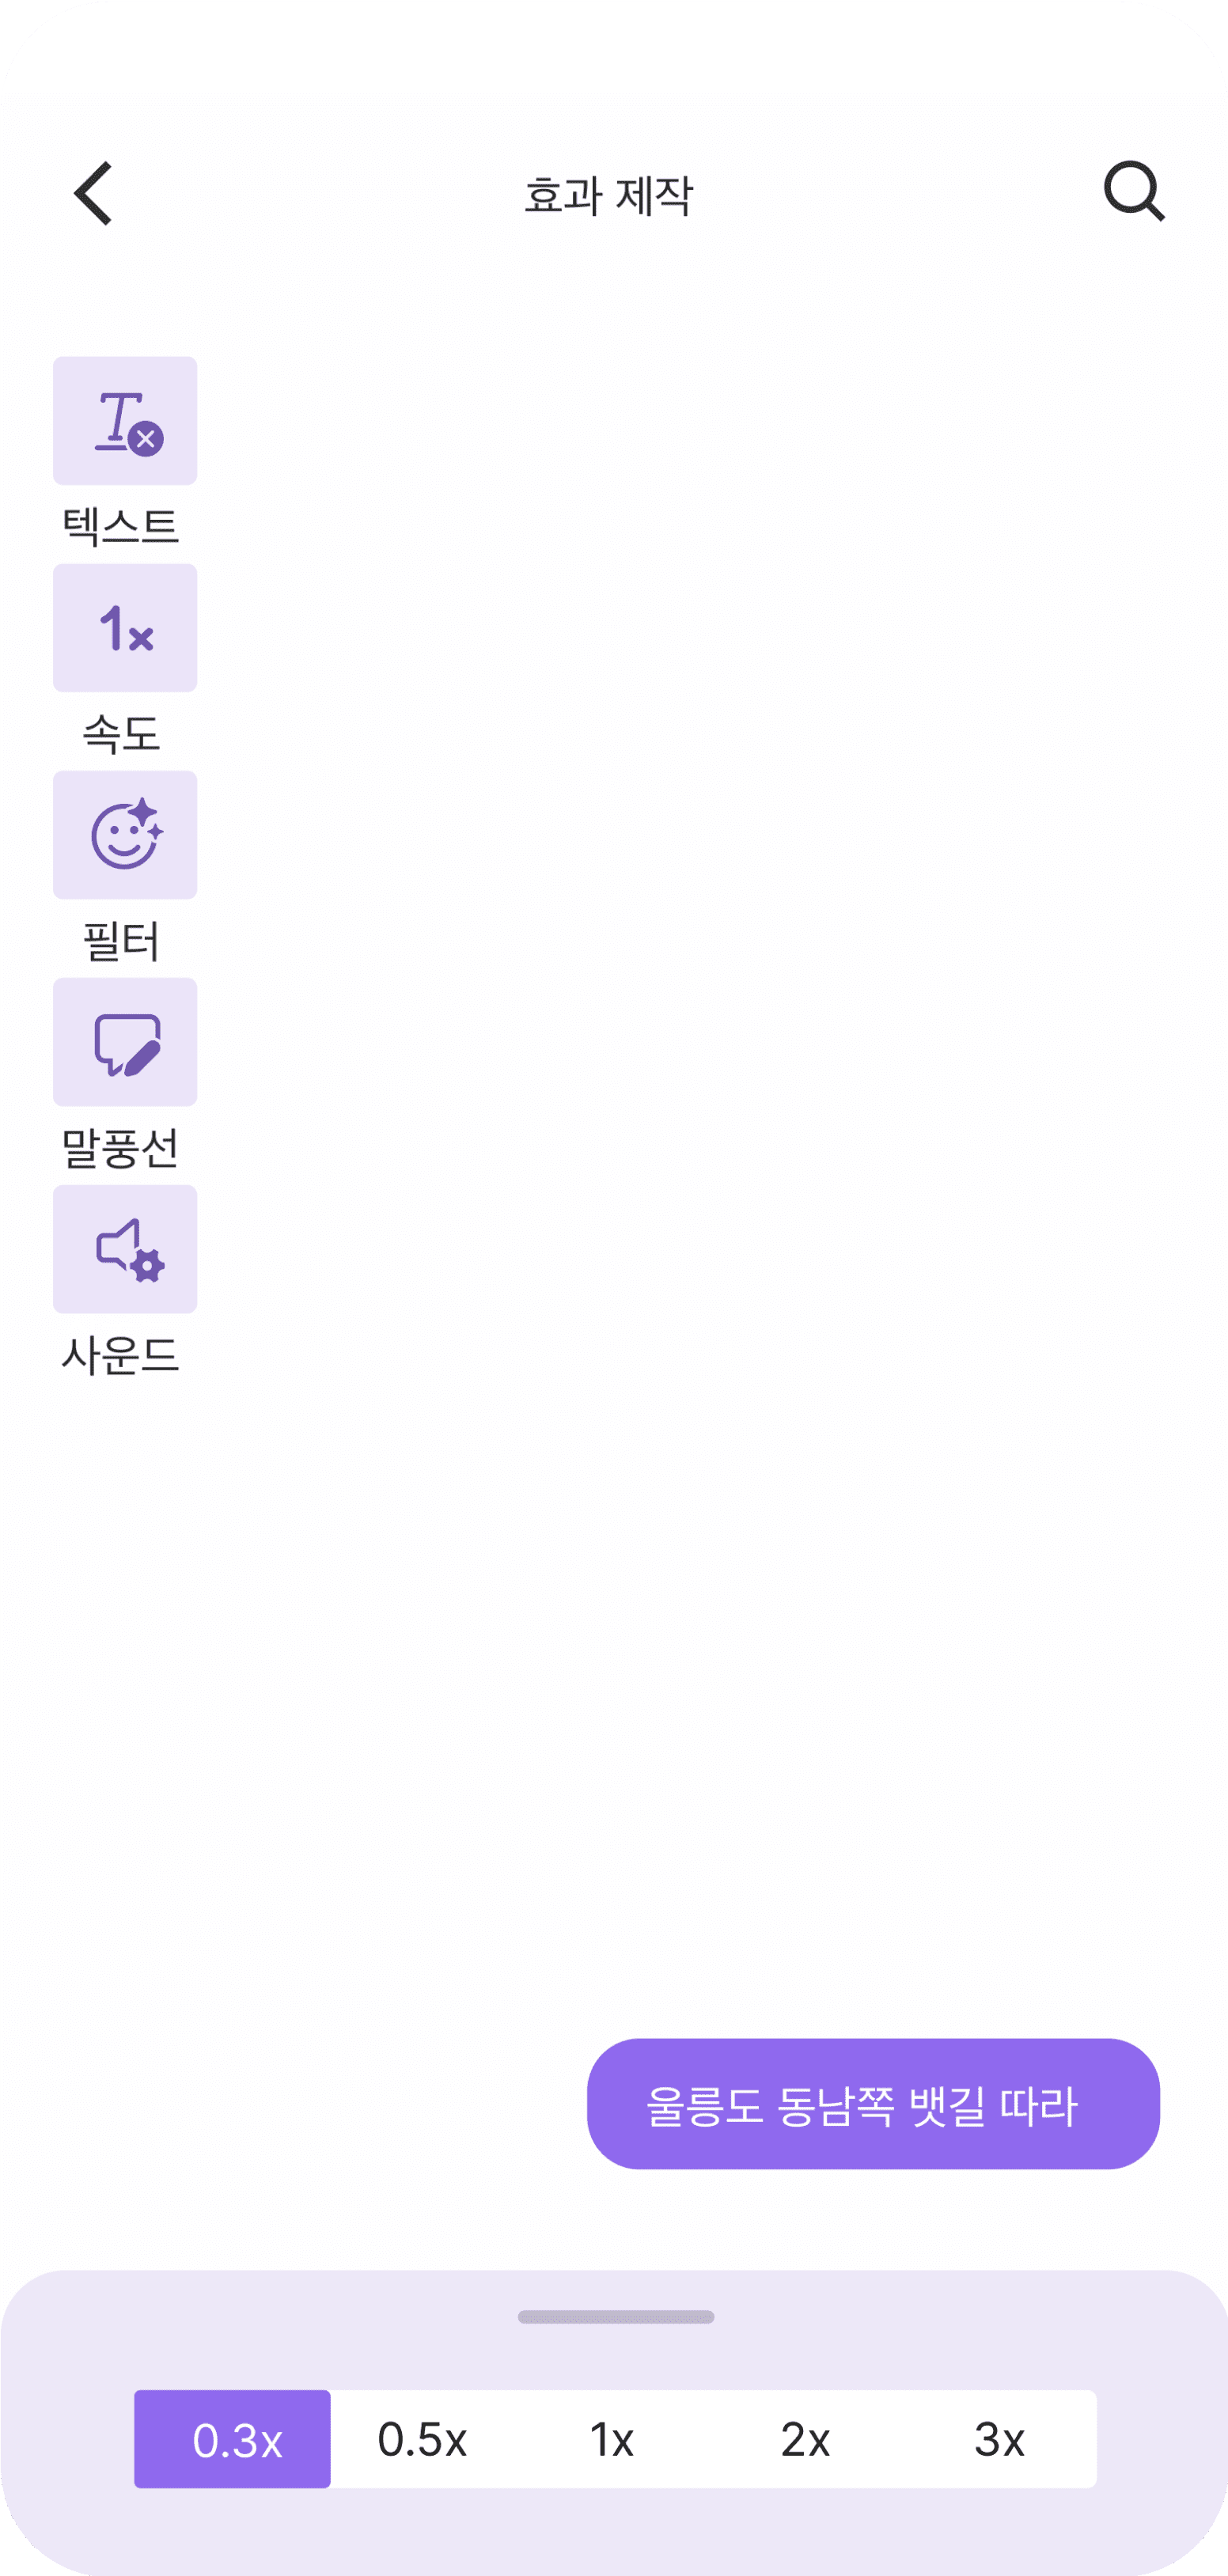 효과 제작
텍스트
1x
속도
필터
말풍선
사운드
울릉도 동남쪽 뱃길 따라
0.3x 0.5x 1x 2x 3x